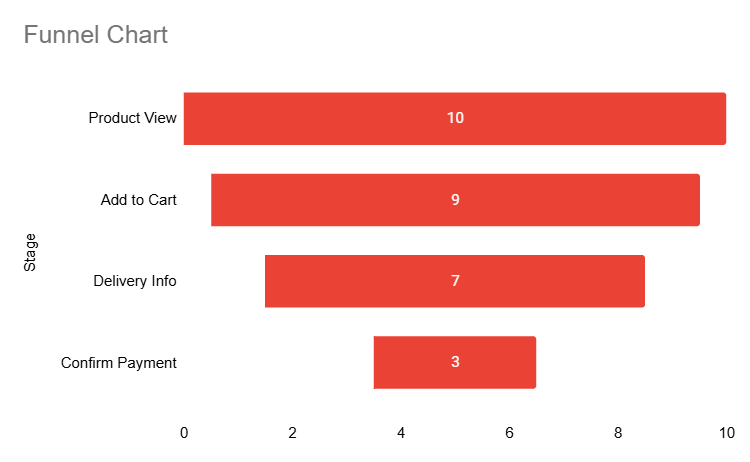 Funnel Chart
Stage
Product View 10
Add to Cart 9
Delivery Info 7
Confirm Payment 3
0 2 4 6 8 10